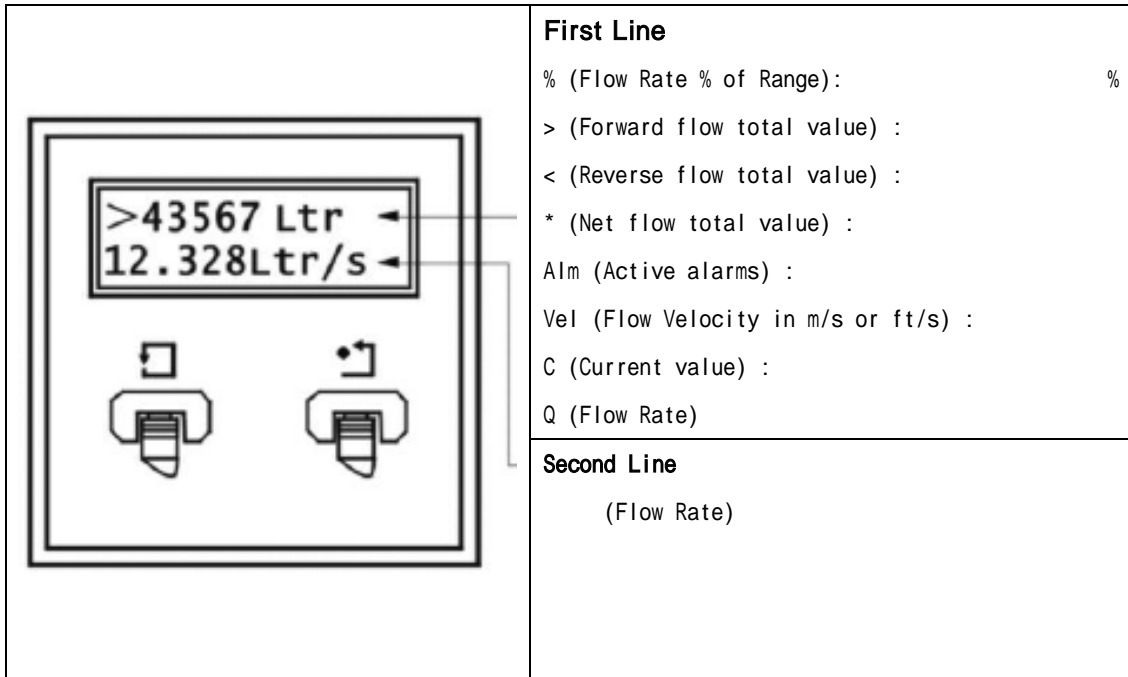 >43567 Ltr
12.328Ltr/s
First Line
% (Flow Rate % of Range): %
> (Forward flow total value) :
< (Reverse flow total value) :
* (Net flow total value) :
Alm (Active alarms) :
Vel (Flow Velocity in m/s or ft/s) :
C (Current value) :
Q (Flow Rate)
Second Line
(Flow Rate)